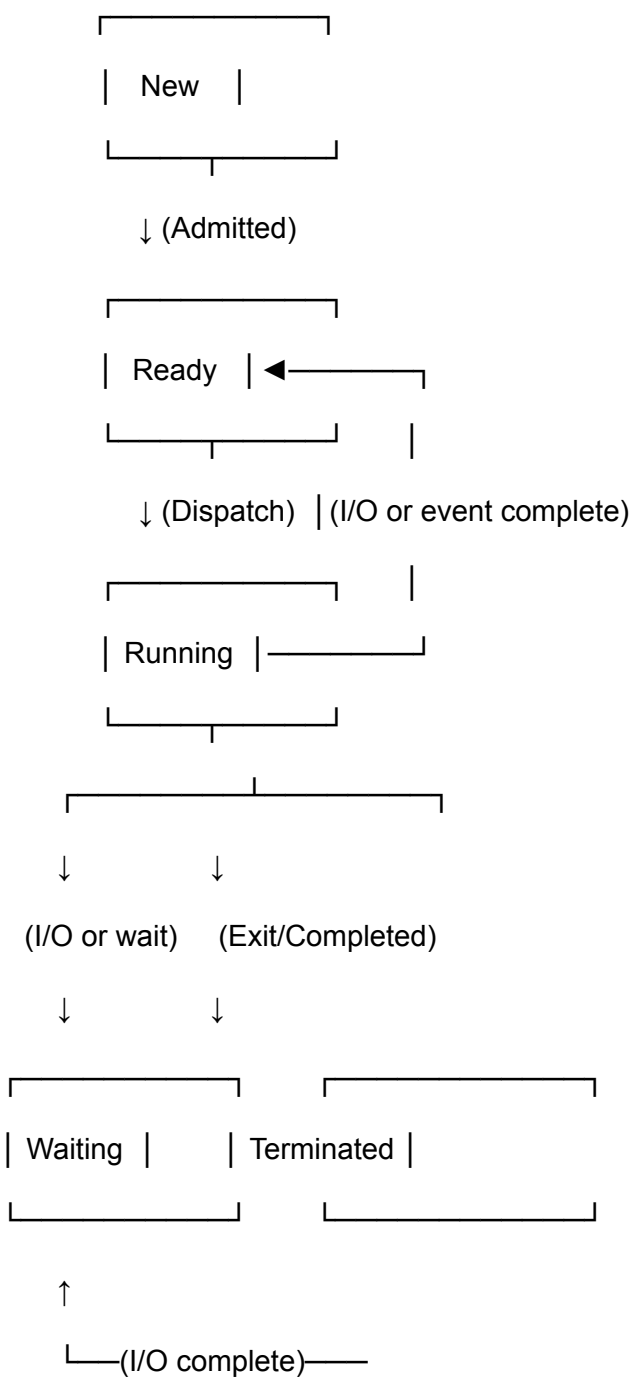 New
(Admitted)
Ready
(Dispatch) (I/O or event complete)
Running
(I/O or wait) (Exit/Completed)
Waiting Terminated
(I/O complete)